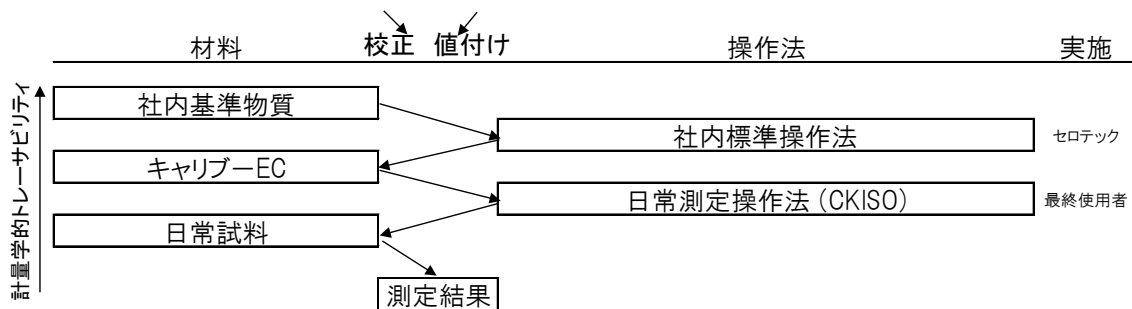 材料 校正 値付け 操作法 実施
計量学的トレーサビリティ
社内基準物質
社内標準操作法 セロテック
キャリブーEC
日常測定操作法(CKISO) 最終使用者
日常試料
測定結果